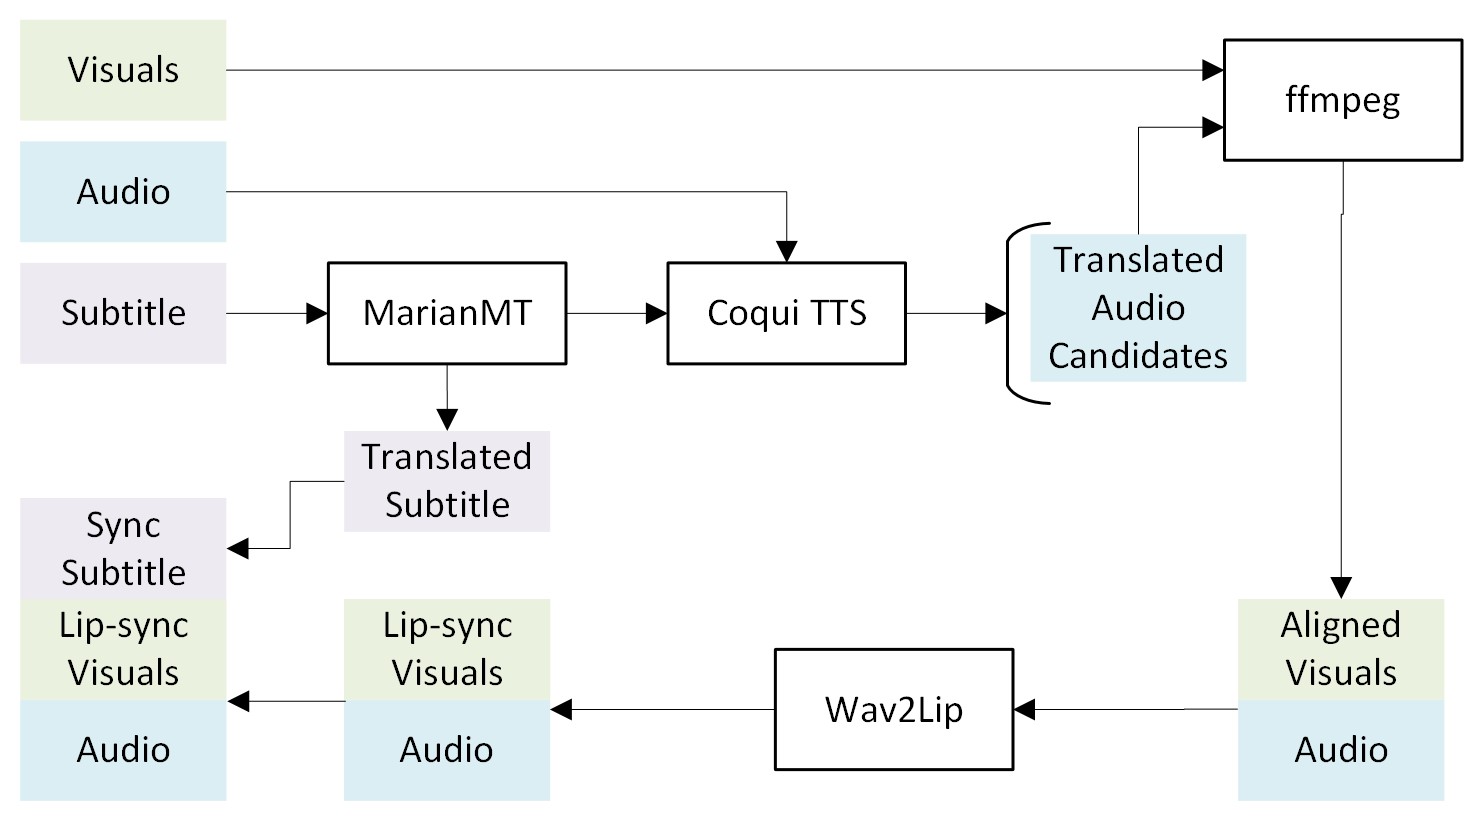 Visuals
ffmpeg
Audio
Subtitle
MarianMT
Coqui TTS
Translated
Audio
Candidates
Translated
Subtitle
Sync
Subtitle
Lip-sync
Visuals
Audio
Lip-sync
Visuals
Audio
Wav2Lip
Aligned
Visuals
Audio